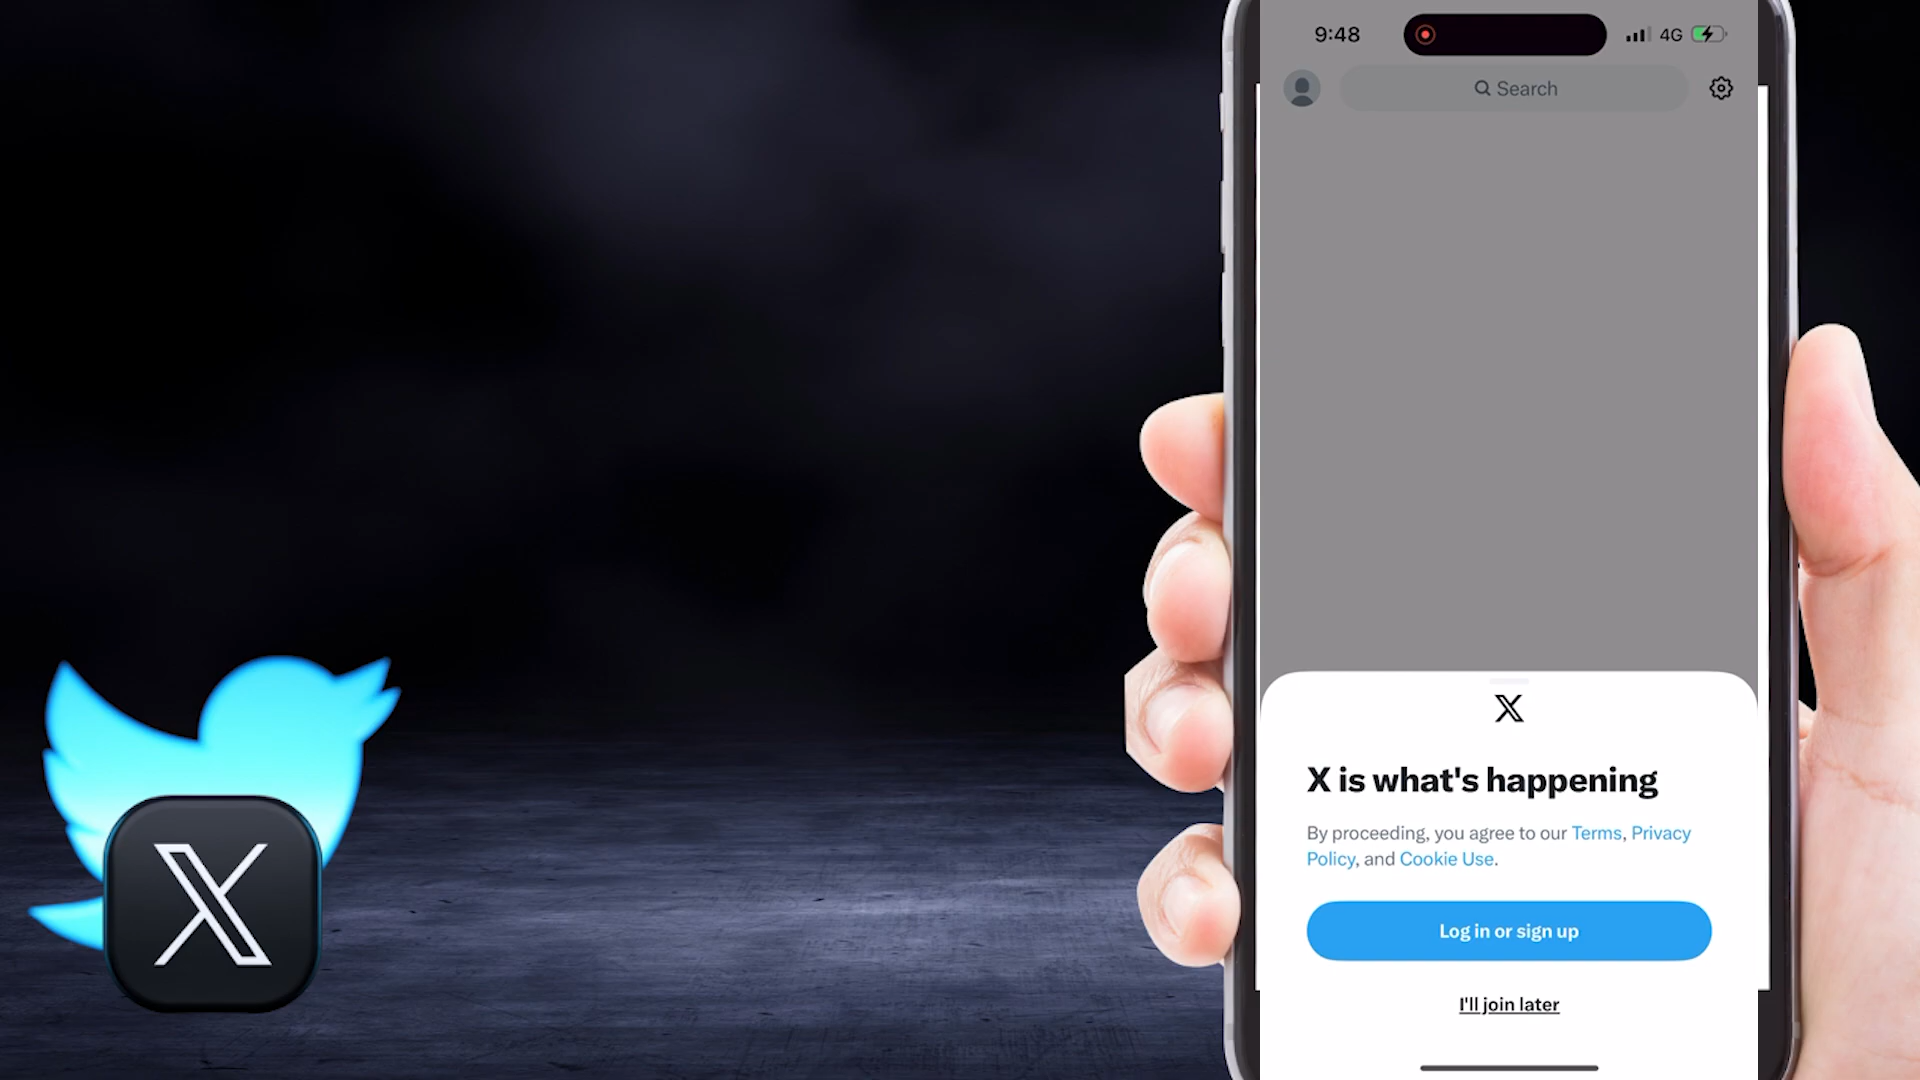 9:48
4G
Search
X is what's happening
By proceeding, you agree to our Terms, Privacy
Policy, and Cookie Use.
Log in or sign up
I'll join later